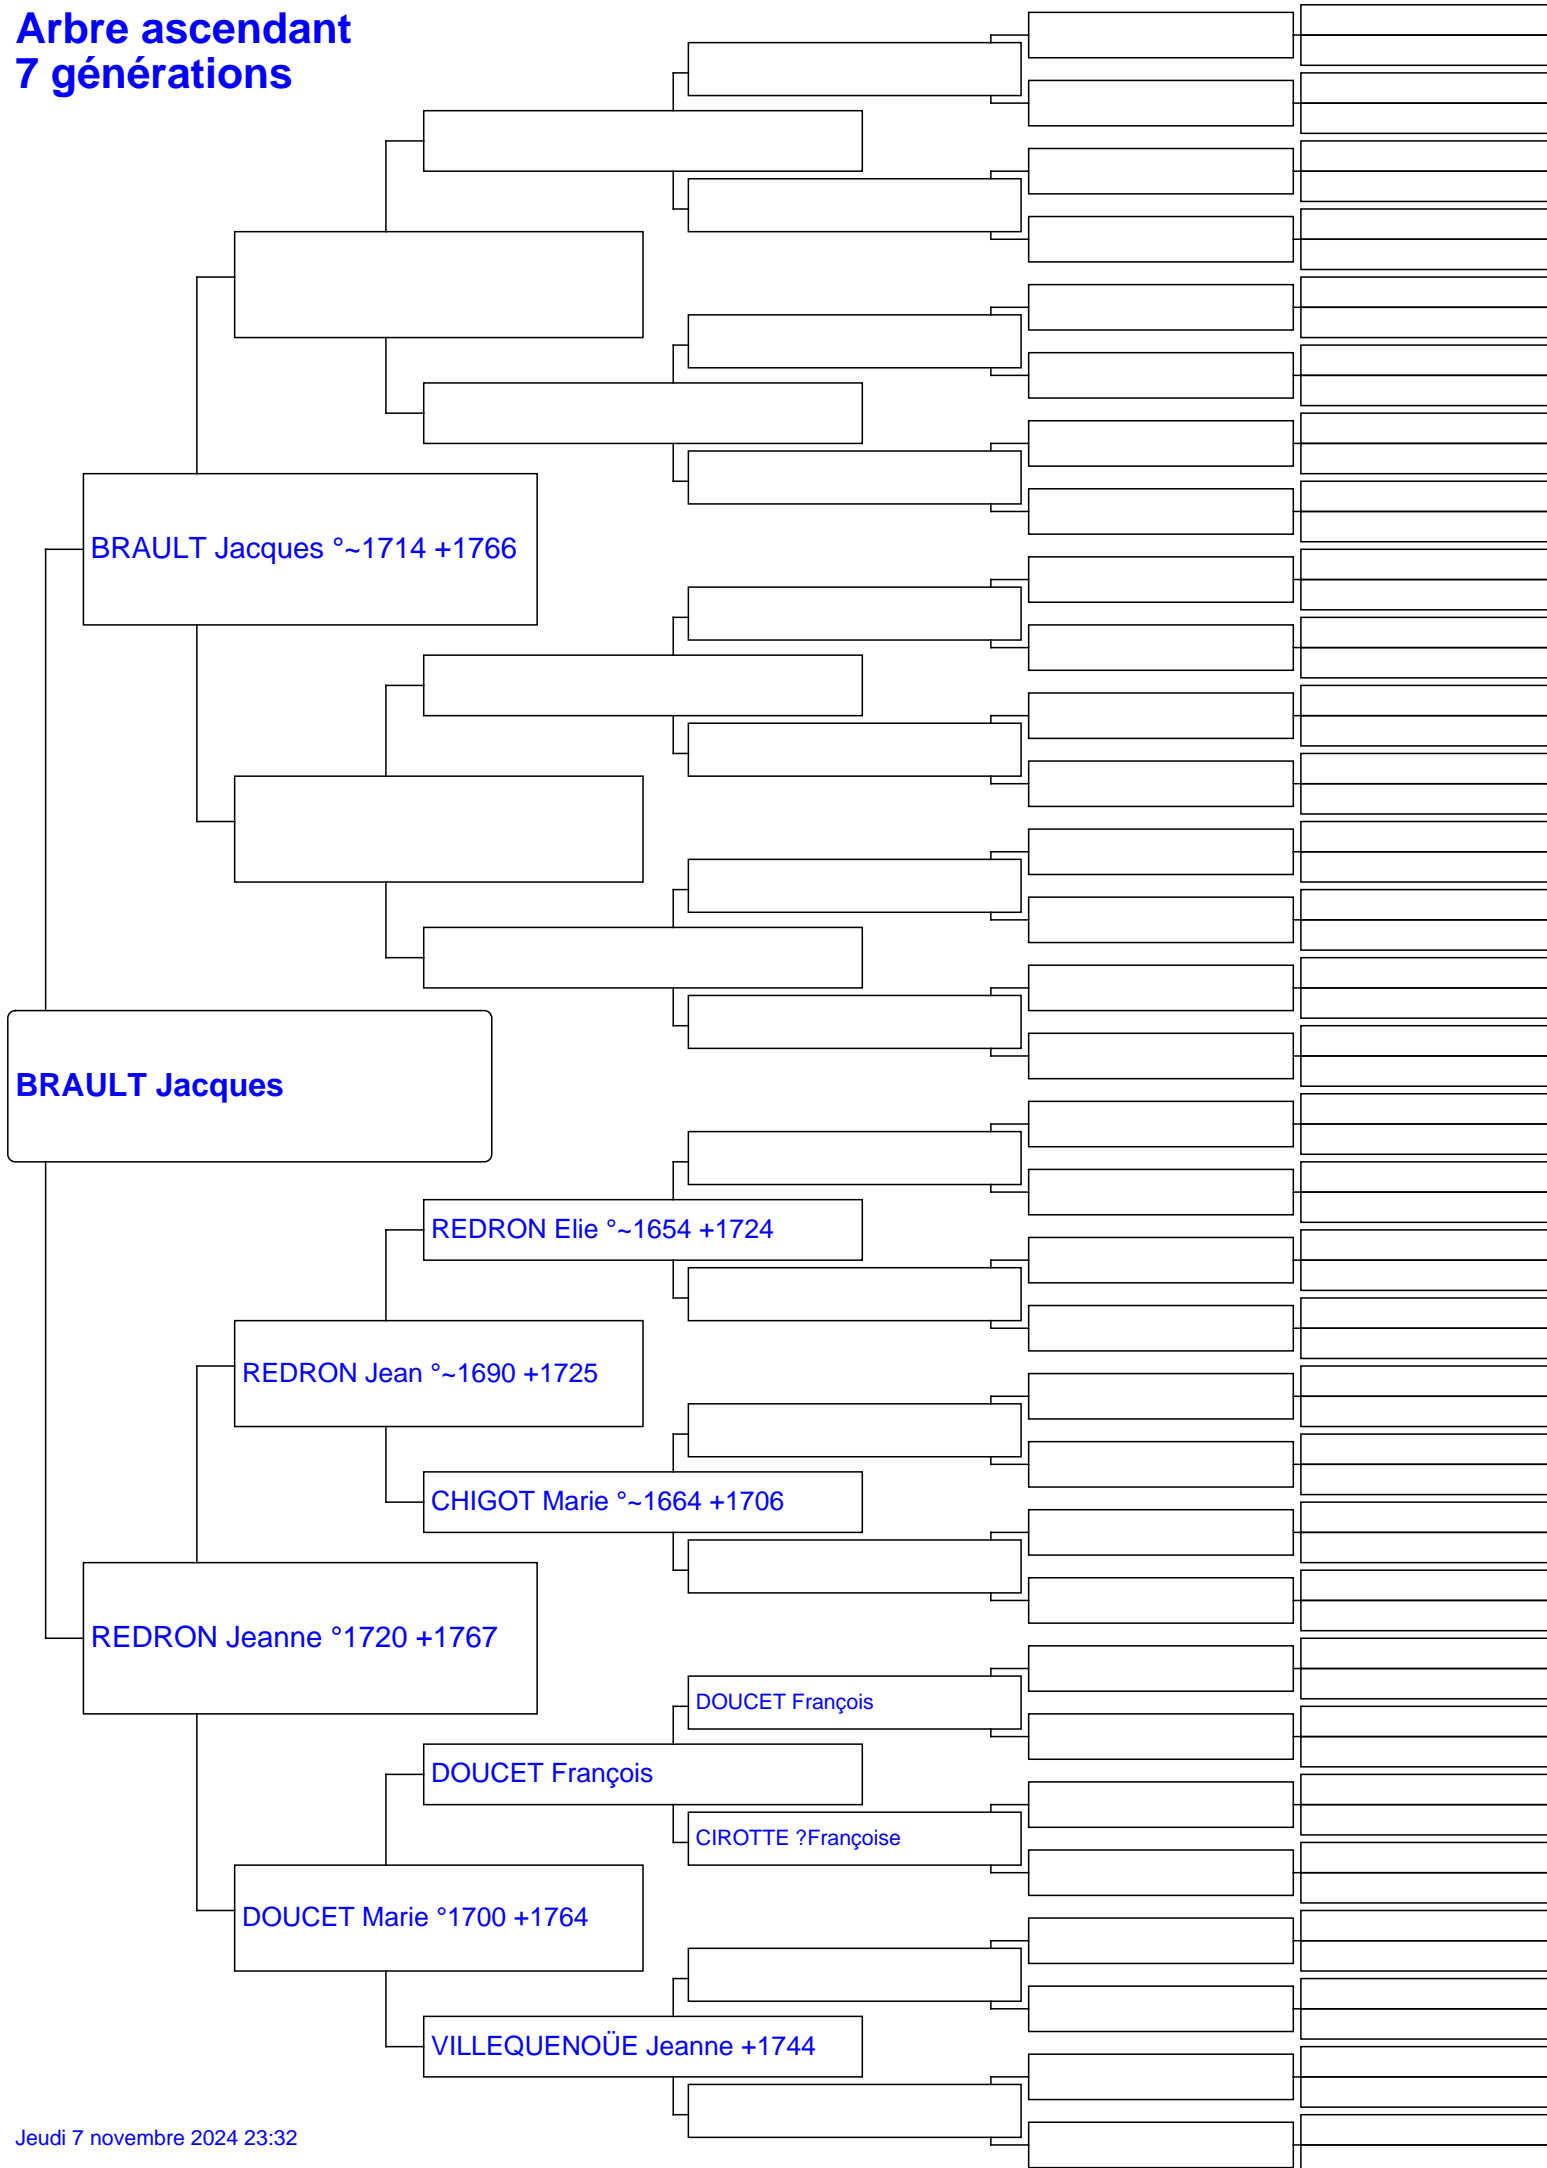 Arbre ascendant
7 générations
BRAULT Jacques °~1714 +1766
BRAULT Jacques
REDRON Elie °~1654 +1724
REDRON Jean °~1690 +1725
CHIGOT Marie °~1664 +1706
REDRON Jeanne °1720 +1767
DOUCET François
DOUCET François
CIROTTE ?Françoise
DOUCET Marie °1700 +1764
VILLEQUENOÜE Jeanne +1744
Jeudi 7 novembre 2024 23:32